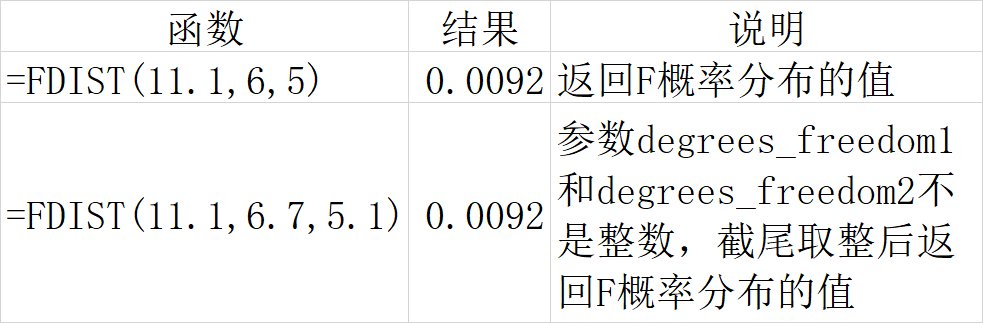 函数 结果 说明
=FDIST(11.1,6,5) 0.0092 返回F概率分布的值
=FDIST(11.1,6.7,5.1) 0.0092 参数degrees_freedom1
和degrees_freedom2不
是整数，截尾取整后返
回F概率分布的值